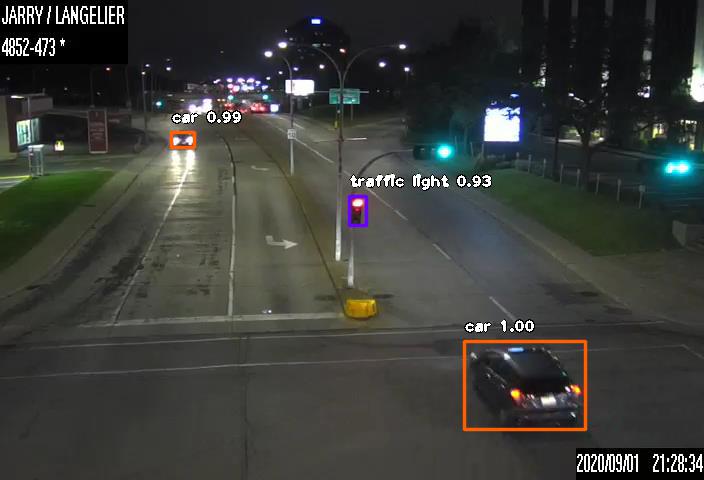 JARRY / LANGELIER
4852-473 *
car 0.99
traffic light 0.93
car 1.00
2020/09/01 21:28:34